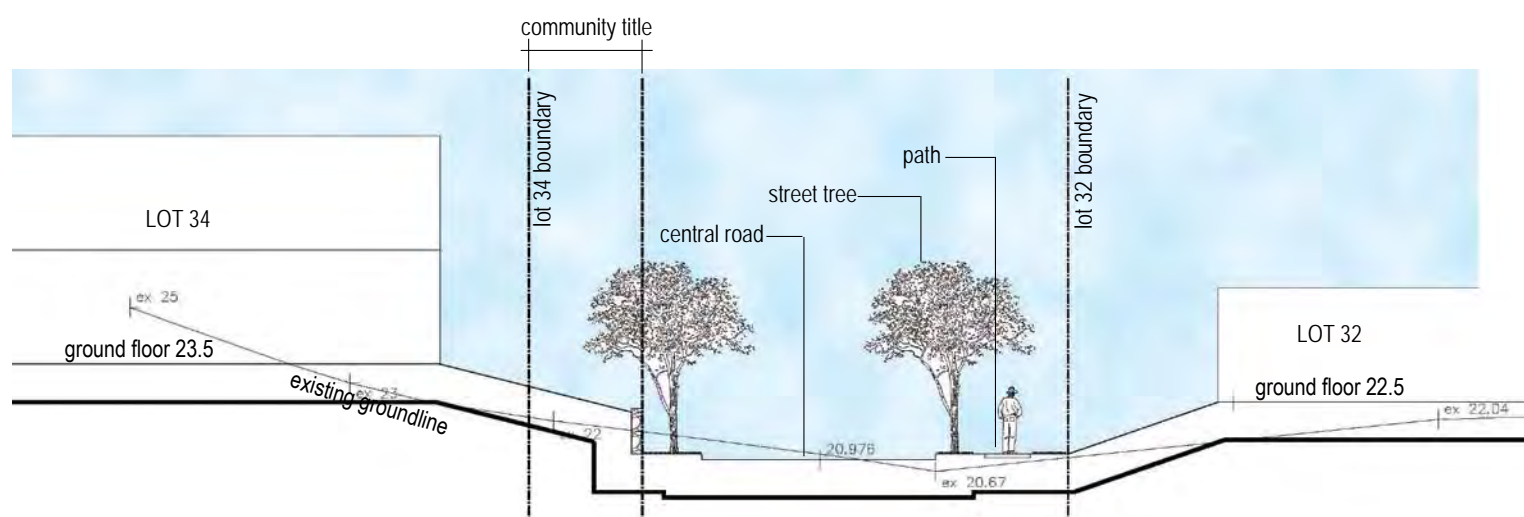 community title
lot 34 boundary
lot 32 boundary
path
street tree
central road
LOT 34
ex 25
ground floor 23.5
ex 23
existing groundline
ex 22
20.976
ex 20.67
LOT 32
ground floor 22.5
ex 22.04